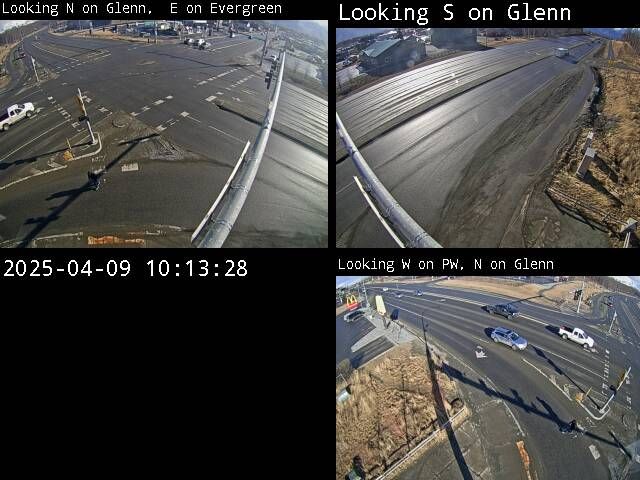 Looking N on Glenn,  E on Evergreen
Looking S on Glenn
2025-04-09 10:13:28
Looking W on PW, N on Glenn